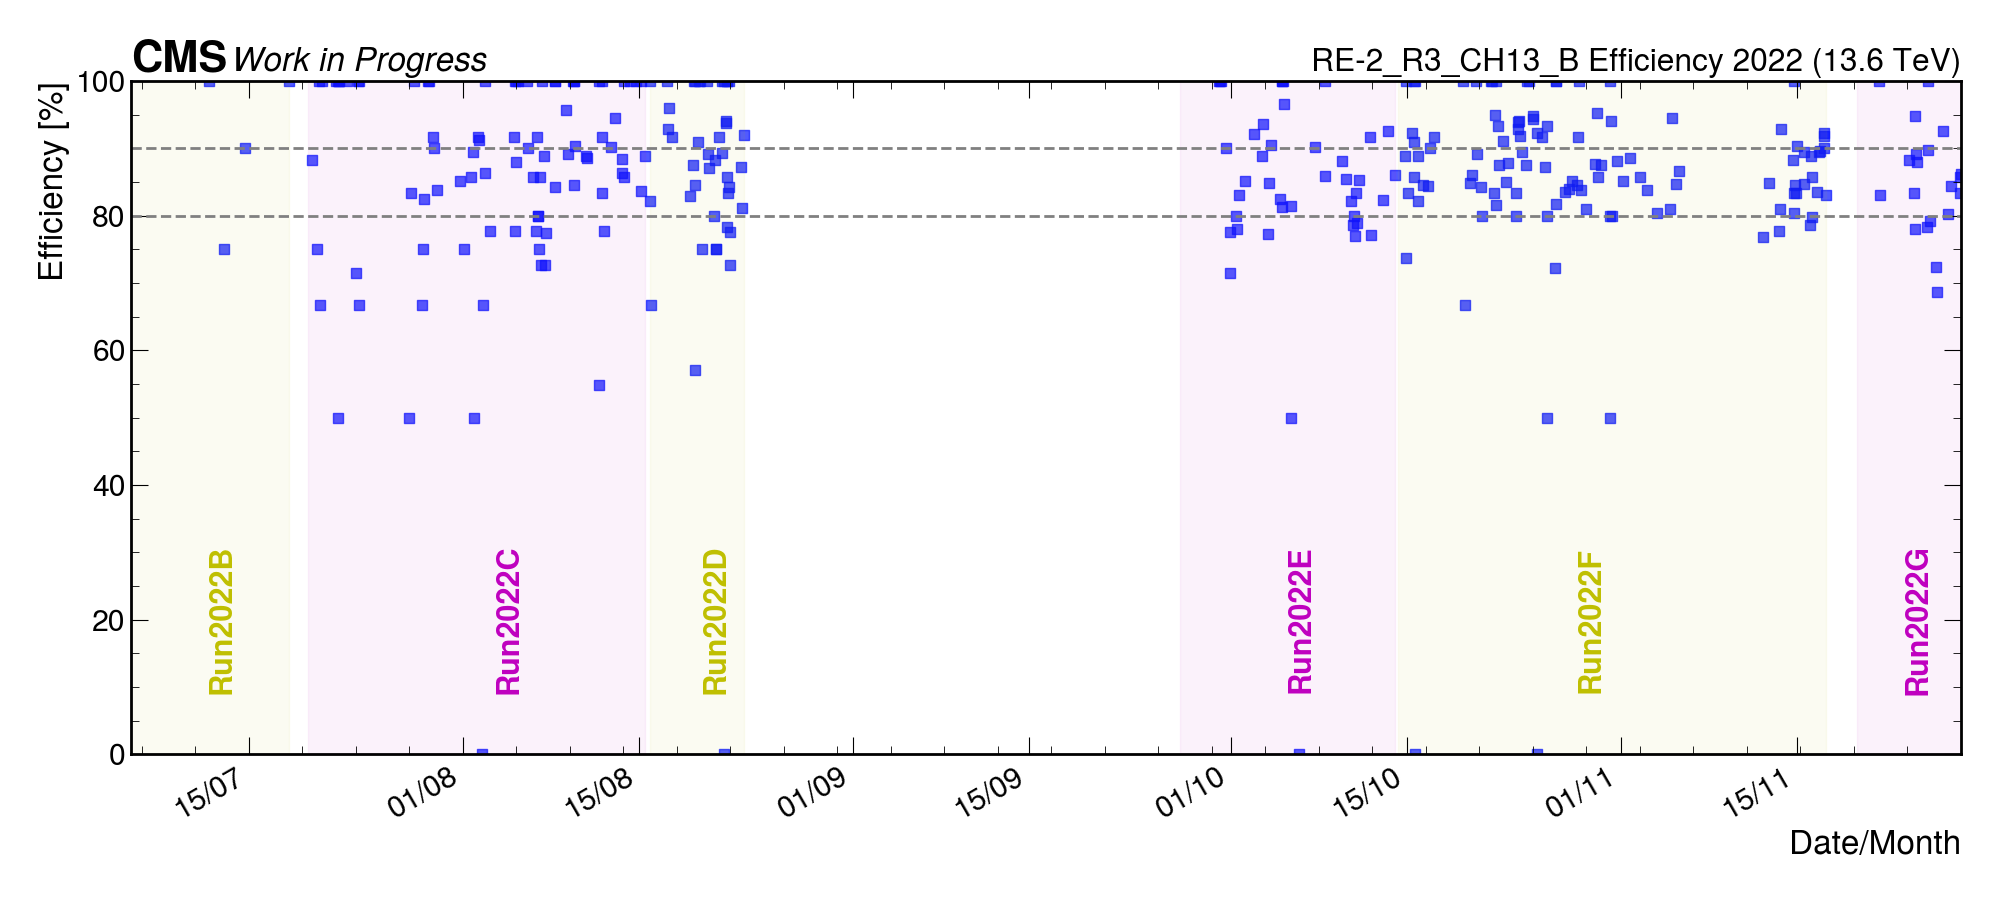 CMS Work in Progress
RE-2_R3_CH13_B Efficiency 2022 (13.6 TeV)
Efficiency [%]
100
80
60
40
20
0
Run2022B
Run2022C
Run2022D
Run2022E
Run2022F
Run2022G
15/07
01/08
15/08
01/09
15/09
01/10
15/10
01/11
15/11
Date/Month